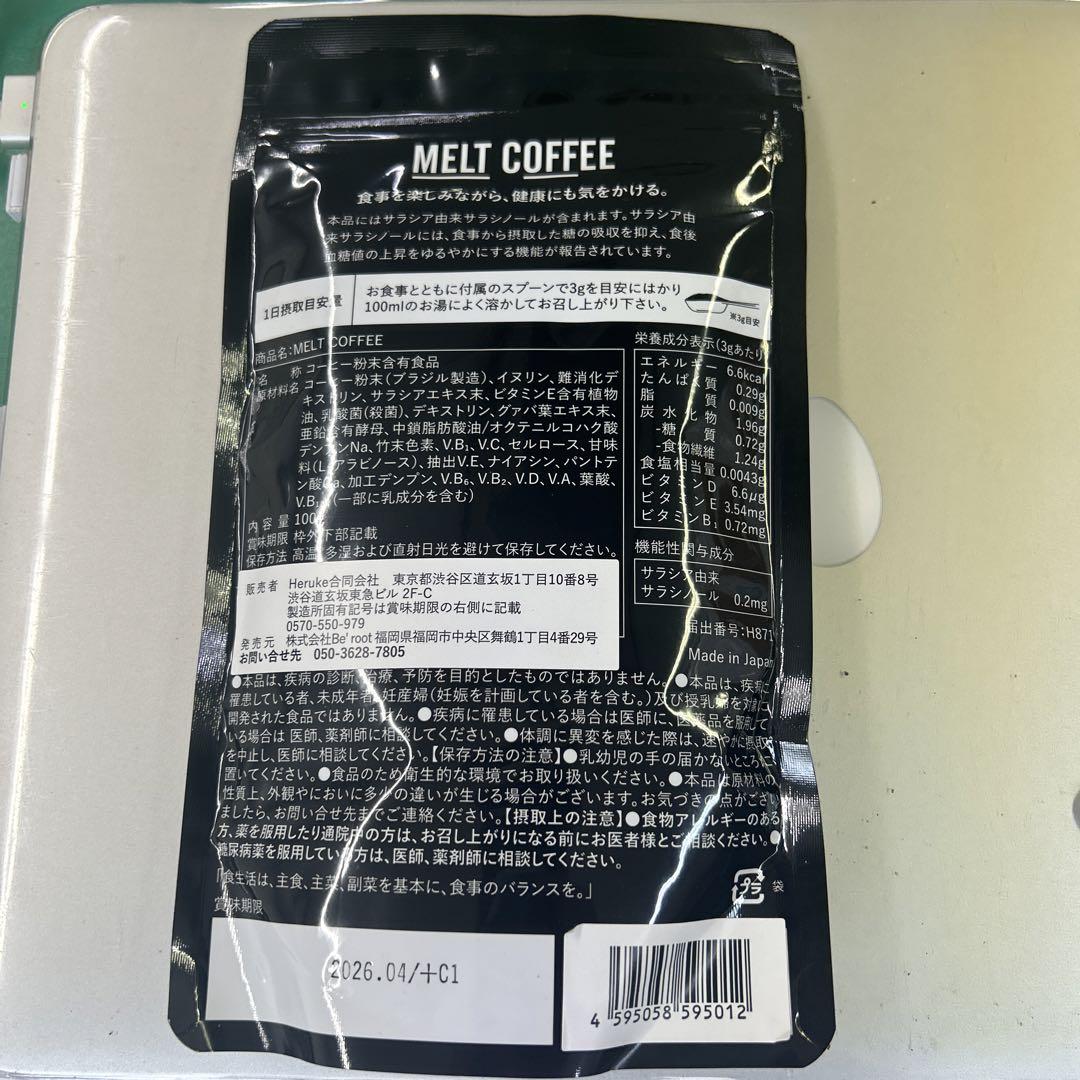 MELT COFFEE
食事を楽しみながら、健康にも気をかける。
本品にはサラシア由来サラシノールが含まれます。サラシア由
来サラシノールには、食事から摂取した糖の吸収を抑え、食後
血糖値の上昇をゆるやかにする機能が報告されています。
1日摂取目安量
お食事とともに付属のスプーンで3gを目安にはかり
100mlのお湯によく溶かしてお召し上がり下さい。
※3g目安
商品名:MELT COFFEE
名 称 コーヒー粉末含有食品
原材料名 コーヒー粉末(ブラジル製造)、イヌリン、難消化デ
キストリン、サラシアエキス末、ビタミンE含有植物
油、乳酸菌(殺菌)、デキストリン、グァバ葉エキス末、
亜鉛含有酵母、中鎖脂肪酸油/オクテニルコハク酸
デンプンNa、竹末色素、V.B₁、V.C、セルロース、甘味
料(L-アラビノース)、抽出V.E、ナイアシン、パントテ
ン酸Ca、加工デンプン、V.B₆、V.B₂、V.D、V.A、葉酸、
V.B (一部に乳成分を含む)
内容量 100
賞味期限 枠外下部記載
保存方法 高温、多湿および直射日光を避けて保存してください。
販売者 Heruke合同会社 東京都渋谷区道玄坂1丁目10番8号
渋谷道玄坂東急ビル 2F-C
製造所固有記号は賞味期限の右側に記載
0570-550-979
発売元 株式会社Be' root 福岡県福岡市中央区舞鶴1丁目4番29号
お問い合せ先 050-3628-7805
栄養成分表示(3gあたり
エネルギー 6.6kcal
たんぱく質 0.29g
脂質 0.009g
炭水化物 1.96g
-糖質 0.72g
-食物繊維 1.24g
食塩相当量 0.0043g
ビタミンD 6.6μg
ビタミンE 3.54mg
ビタミンB₁ 0.72mg
機能性関与成分
サラシア由来
サラシノール 0.2mg
届出番号:H871
Made in Japan
●本品は、疾病の診断、治療、予防を目的としたものではありません。●本品は、疾病に
罹患している者、未成年者、妊産婦(妊娠を計画している者を含む。)及び授乳婦を対象に
開発された食品ではありません。●疾病に罹患している場合は医師に、医薬品を服用して
いる場合は医師、薬剤師に相談してください。●体調に異変を感じた際は、速やかに摂取
を中止し、医師に相談してください。【保存方法の注意】●乳幼児の手の届かないところに
置いてください。●食品のため衛生的な環境でお取り扱いください。●本品は原材料の
性質上、外観やにおいに多少の違いが生じる場合がございます。お気づきの点がござい
ましたら、お問い合せ先までご連絡ください。【摂取上の注意】●食物アレルギーのある
方、薬を服用したり通院中の方は、お召し上がりになる前にお医者様とご相談ください。●
糖尿病薬を服用している方は、医師、薬剤師に相談してください。
「食生活は、主食、主菜、副菜を基本に、食事のバランスを。」
プラ 袋
賞味期限
2026.04/+C1
4 595058 595012